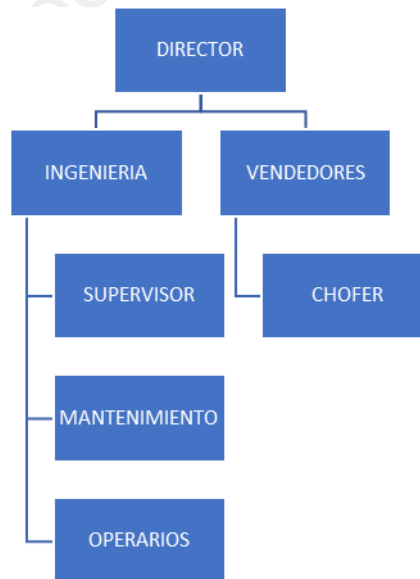 DIRECTOR
INGENIERIA
VENDEDORES
SUPERVISOR
CHOFER
MANTENIMIENTO
OPERARIOS